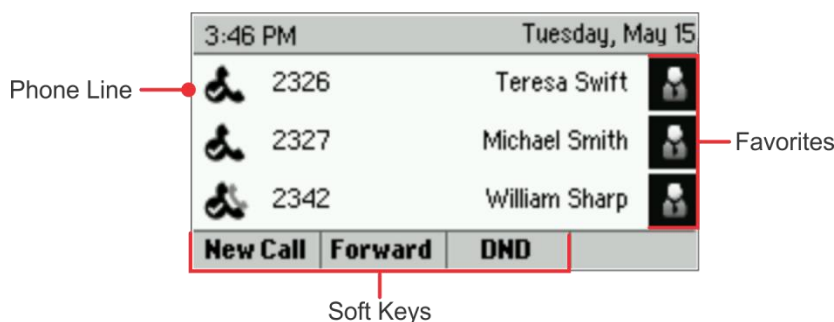 3:46 PM Tuesday, May 15
Phone Line 2326 Teresa Swift
2327 Michael Smith Favorites
2342 William Sharp
New Call Forward DND
Soft Keys